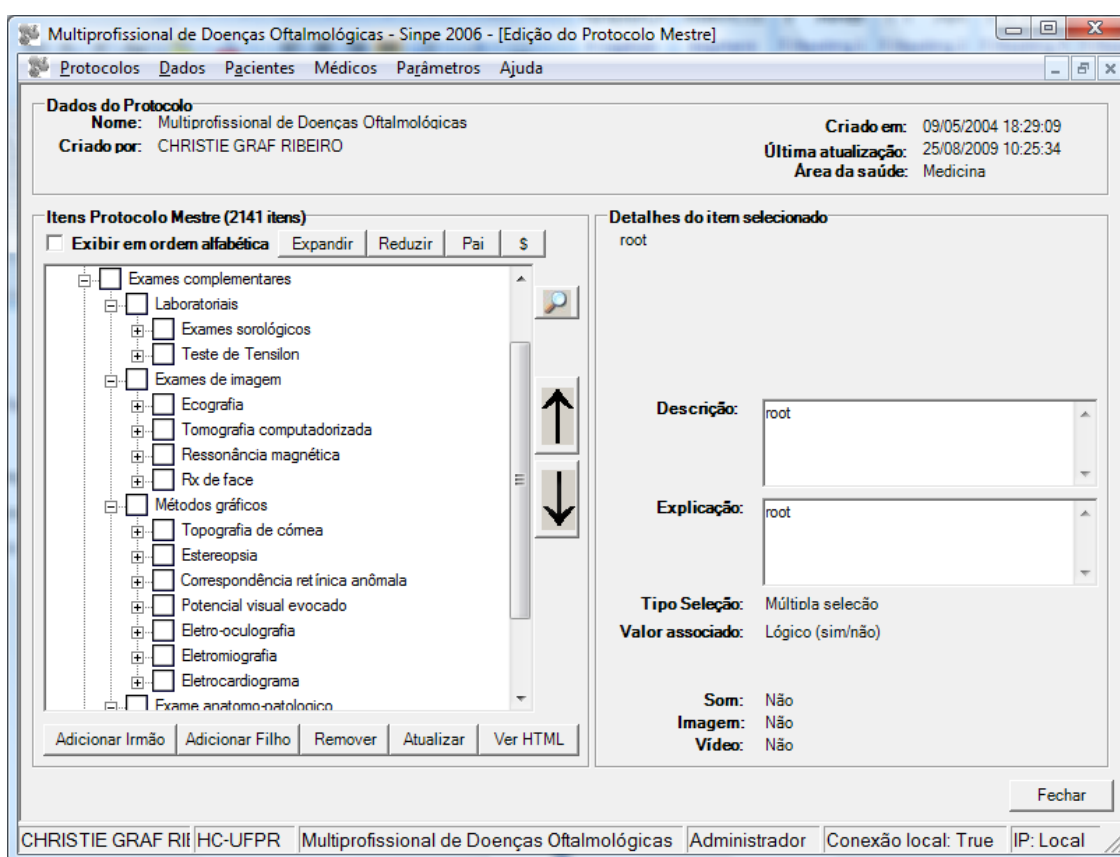 Multiprofissional de Doenças Oftalmológicas - Sinpe 2006 - [Edição do Protocolo Mestre]
Protocolos Dados Pacientes Médicos Parâmetros Ajuda
Dados do Protocolo
Nome: Multiprofissional de Doenças Oftalmológicas
Criado por: CHRISTIE GRAF RIBEIRO
Criado em: 09/05/2004 18:29:09
Última atualização: 25/08/2009 10:25:34
Área da saúde: Medicina
Itens Protocolo Mestre (2141 itens)
Exibir em ordem alfabética Expandir Reduzir Pai $
Exames complementares
Laboratoriais
Exames sorológicos
Teste de Tensilon
Exames de imagem
Ecografia
Tomografia computadorizada
Ressonância magnética
Rx de face
Métodos gráficos
Topografia de córnea
Estereopsia
Correspondência retínica anômala
Potencial visual evocado
Eletro-oculografia
Eletromiografia
Eletrocardiograma
Exame anatomo-patologico
Adicionar Irmão Adicionar Filho Remover Atualizar Ver HTML
Detalhes do item selecionado
root
Descrição: root
Explicação: root
Tipo Seleção: Múltipla seleção
Valor associado: Lógico (sim/não)
Som: Não
Imagem: Não
Vídeo: Não
Fechar
CHRISTIE GRAF RIE HC-UFPR Multiprofissional de Doenças Oftalmológicas Administrador Conexão local: True IP: Local